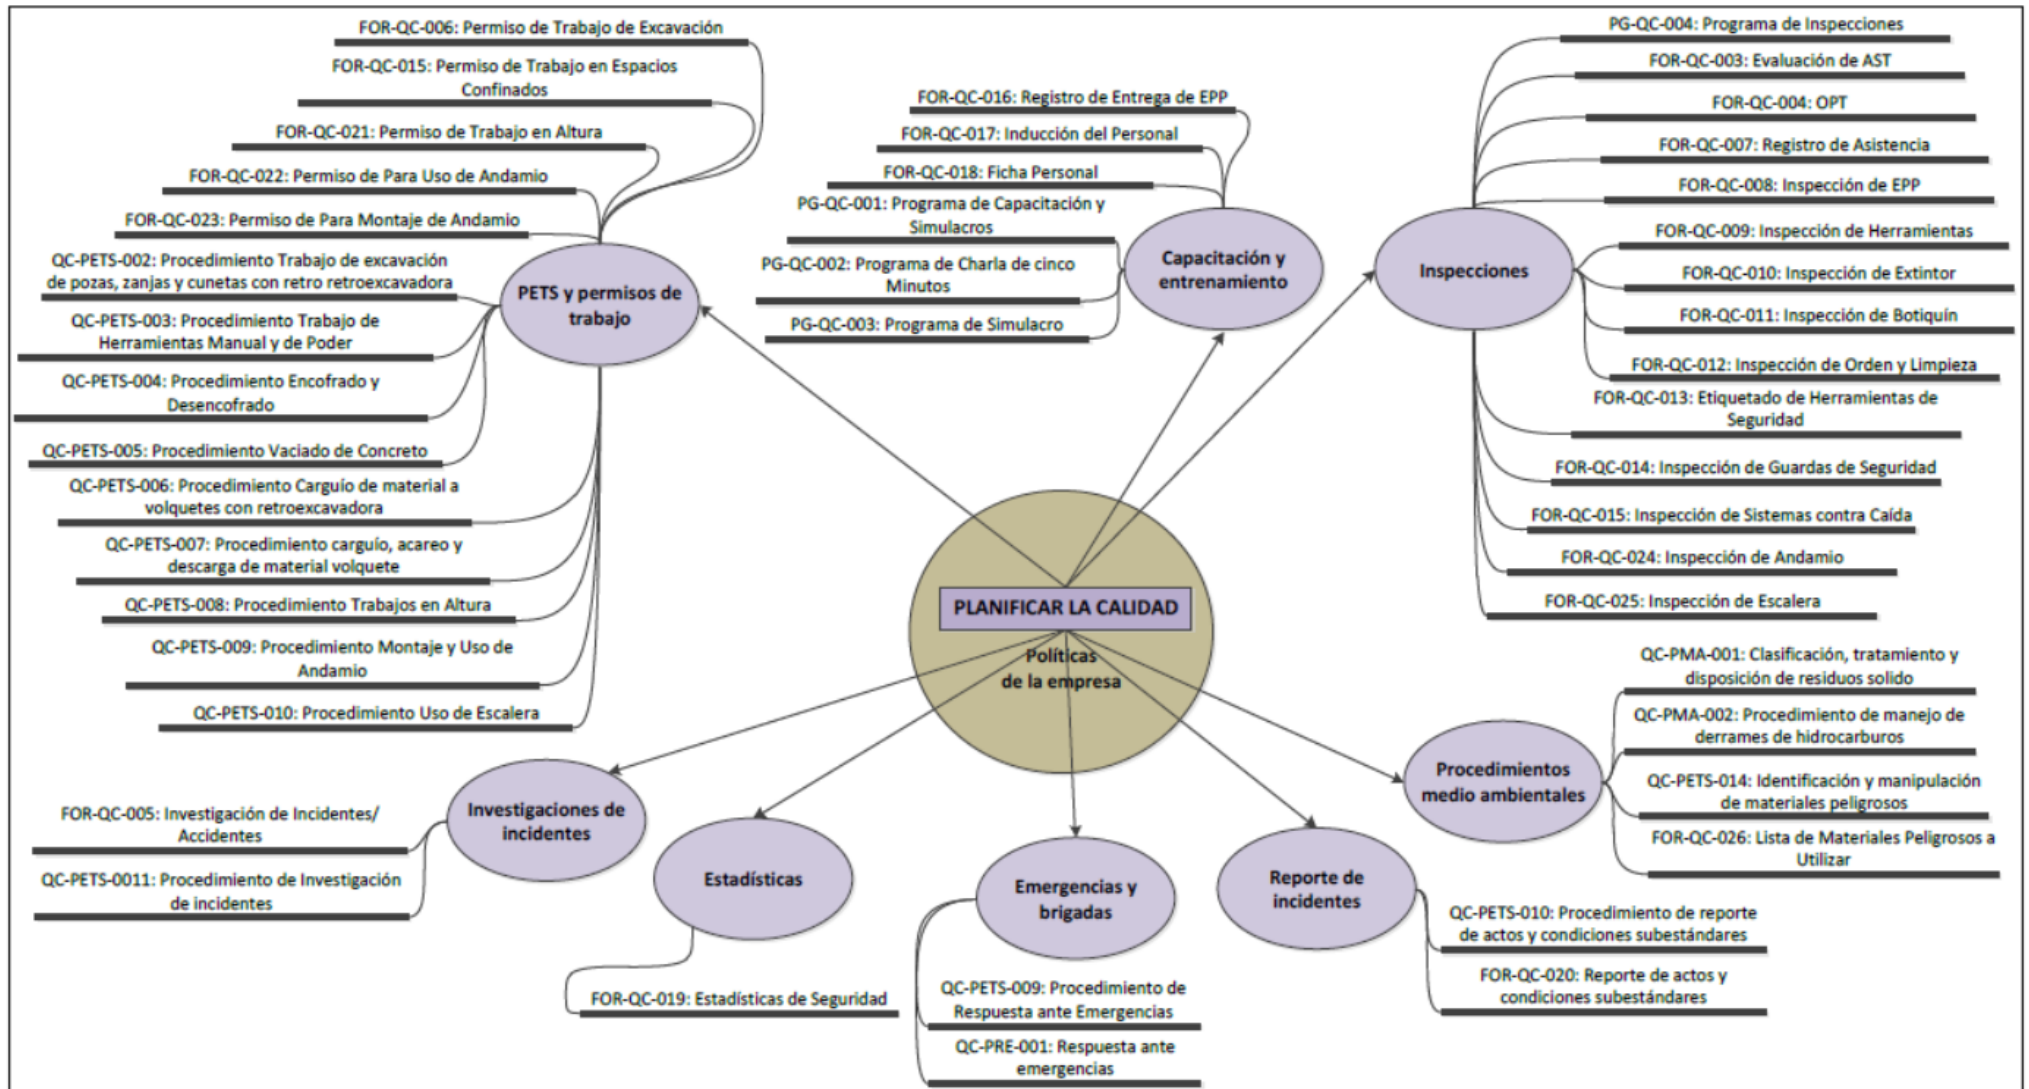 FOR-QC-006: Permiso de Trabajo de Excavación
FOR-QC-015: Permiso de Trabajo en Espacios
Confinados
FOR-QC-021: Permiso de Trabajo en Altura
FOR-QC-022: Permiso de Para Uso de Andamio
FOR-QC-023: Permiso de Para Montaje de Andamio
QC-PETS-002: Procedimiento Trabajo de excavación
de pozas, zanjas y cunetas con retro retroexcavadora
QC-PETS-003: Procedimiento Trabajo de
Herramientas Manual y de Poder
QC-PETS-004: Procedimiento Encofrado y
Desencofrado
QC-PETS-005: Procedimiento Vaciado de Concreto
QC-PETS-006: Procedimiento Carguío de material a
volquetes con retroexcavadora
QC-PETS-007: Procedimiento carguío, acareo y
descarga de material volquete
QC-PETS-008: Procedimiento Trabajos en Altura
QC-PETS-009: Procedimiento Montaje y Uso de
Andamio
QC-PETS-010: Procedimiento Uso de Escalera
PETS y permisos de
trabajo
FOR-QC-016: Registro de Entrega de EPP
FOR-QC-017: Inducción del Personal
FOR-QC-018: Ficha Personal
PG-QC-001: Programa de Capacitación y
Simulacros
PG-QC-002: Programa de Charla de cinco
Minutos
PG-QC-003: Programa de Simulacro
Capacitación y
entrenamiento
PG-QC-004: Programa de Inspecciones
FOR-QC-003: Evaluación de AST
FOR-QC-004: OPT
FOR-QC-007: Registro de Asistencia
FOR-QC-008: Inspección de EPP
FOR-QC-009: Inspección de Herramientas
FOR-QC-010: Inspección de Extintor
FOR-QC-011: Inspección de Botiquín
FOR-QC-012: Inspección de Orden y Limpieza
FOR-QC-013: Etiquetado de Herramientas de
Seguridad
FOR-QC-014: Inspección de Guardas de Seguridad
FOR-QC-015: Inspección de Sistemas contra Caída
FOR-QC-024: Inspección de Andamio
FOR-QC-025: Inspección de Escalera
Inspecciones
PLANIFICAR LA CALIDAD
Políticas
de la empresa
FOR-QC-005: Investigación de Incidentes/
Accidentes
QC-PETS-0011: Procedimiento de Investigación
de incidentes
Investigaciones de
incidentes
Estadísticas
FOR-QC-019: Estadísticas de Seguridad
Emergencias y
brigadas
QC-PETS-009: Procedimiento de
Respuesta ante Emergencias
QC-PRE-001: Respuesta ante
emergencias
Reporte de
incidentes
QC-PETS-010: Procedimiento de reporte
de actos y condiciones subestándares
FOR-QC-020: Reporte de actos y
condiciones subestándares
Procedimientos
medio ambientales
QC-PMA-001: Clasificación, tratamiento y
disposición de residuos solido
QC-PMA-002: Procedimiento de manejo de
derrames de hidrocarburos
QC-PETS-014: Identificación y manipulación
de materiales peligrosos
FOR-QC-026: Lista de Materiales Peligrosos a
Utilizar